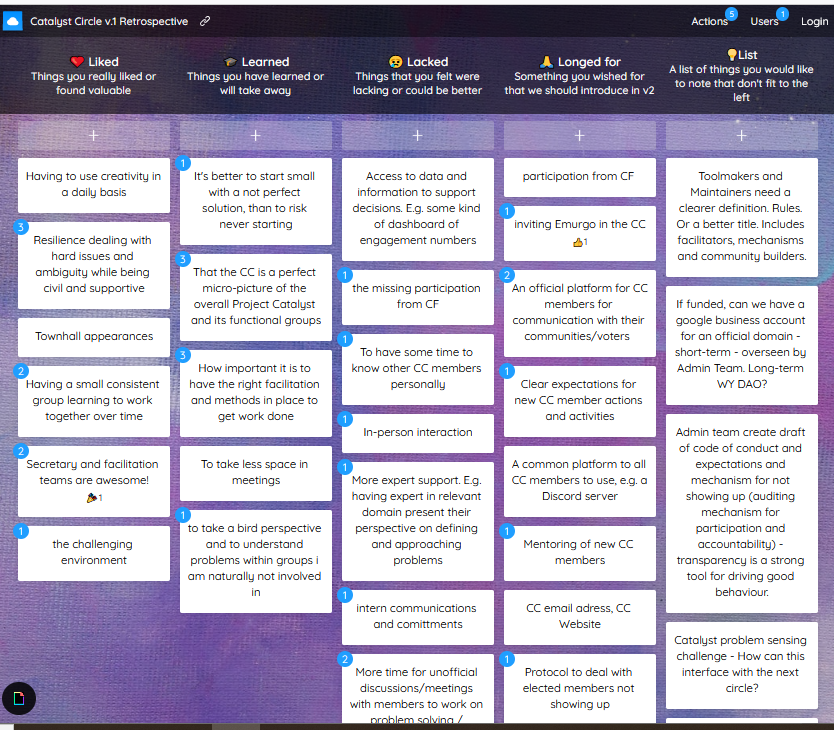 Catalyst Circle v.1 Retrospective
Actions 5
Users 1
Login
Liked
Things you really liked or
found valuable
+
Having to use creativity in
a daily basis
3
Resilience dealing with
hard issues and
ambiguity while being
civil and supportive
Townhall appearances
2
Having a small consistent
group learning to work
together over time
2
Secretary and facilitation
teams are awesome!
🎉1
1
the challenging
environment
Learned
Things you have learned or
will take away
+
1
It's better to start small
with a not perfect
solution, than to risk
never starting
3
That the CC is a perfect
micro-picture of the
overall Project Catalyst
and its functional groups
3
How important it is to
have the right facilitation
and methods in place to
get work done
To take less space in
meetings
1
to take a bird perspective
and to understand
problems within groups i
am naturally not involved
in
Lacked
Things that you felt were
lacking or could be better
+
Access to data and
information to support
decisions. E.g. some kind
of dashboard of
engagement numbers
1
the missing participation
from CF
1
To have some time to
know other CC members
personally
1
In-person interaction
1
More expert support. E.g.
having expert in relevant
domain present their
perspective on defining
and approaching
problems
1
intern communications
and comittments
2
More time for unofficial
discussions/meetings
with members to work on
problem solving /
Longed for
Something you wished for
that we should introduce in v2
+
participation from CF
1
inviting Emurgo in the CC
👍1
2
An official platform for CC
members for
communication with their
communities/voters
1
Clear expectations for
new CC member actions
and activities
A common platform to all
CC members to use, e.g. a
Discord server
1
Mentoring of new CC
members
CC email adress, CC
Website
1
Protocol to deal with
elected members not
showing up
List
A list of things you would like
to note that don't fit to the
left
+
Toolmakers and
Maintainers need a
clearer definition. Rules.
Or a better title. Includes
facilitators, mechanisms
and community builders.
If funded, can we have a
google business account
for an official domain -
short-term - overseen by
Admin Team. Long-term
WY DAO?
Admin team create draft
of code of conduct and
expectations and
mechanism for not
showing up (auditing
mechanism for
participation and
accountability) -
transparency is a strong
tool for driving good
behaviour.
Catalyst problem sensing
challenge - How can this
interface with the next
circle?